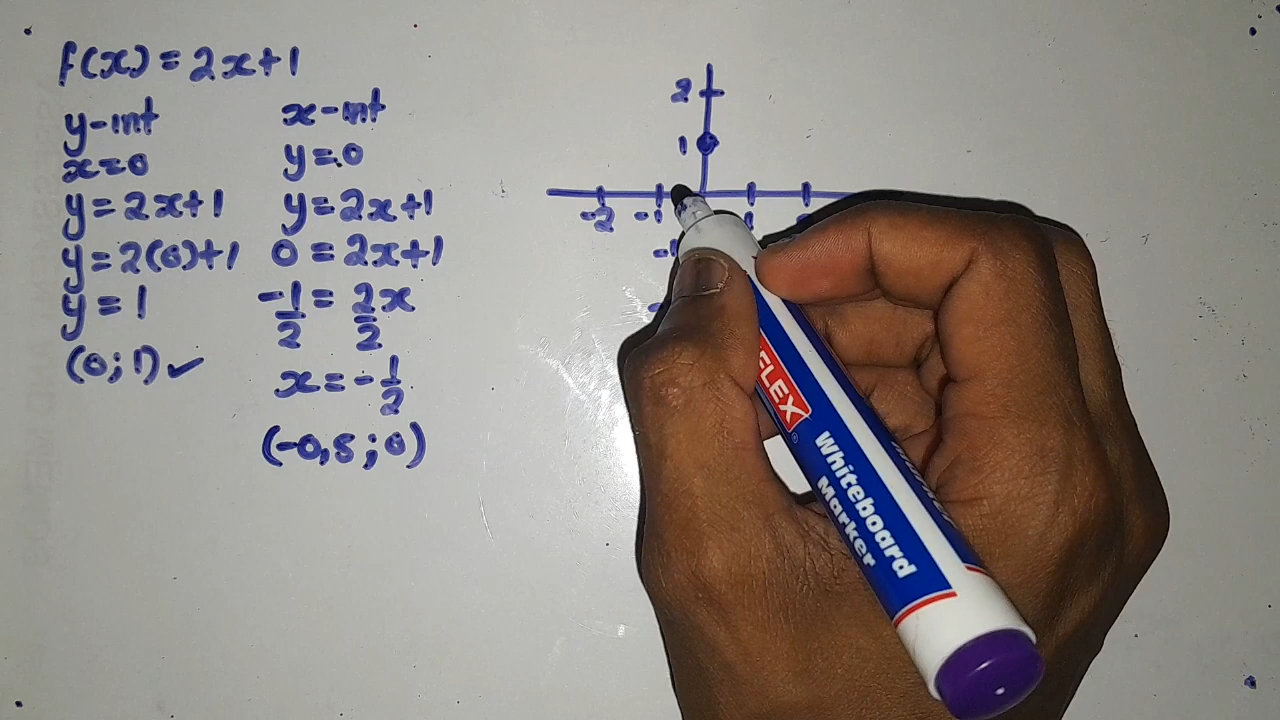 f(x) = 2x+1
y-int
x=0
y=2x+1
y=2(0)+1
y=1
(0;1)✓
x-int
y=0
y=2x+1
0=2x+1
-1/2 = 2/2x
x=-1/2
(-0,5;0)
2
1
-2 -1 1
FLEX
Whiteboard
Marker